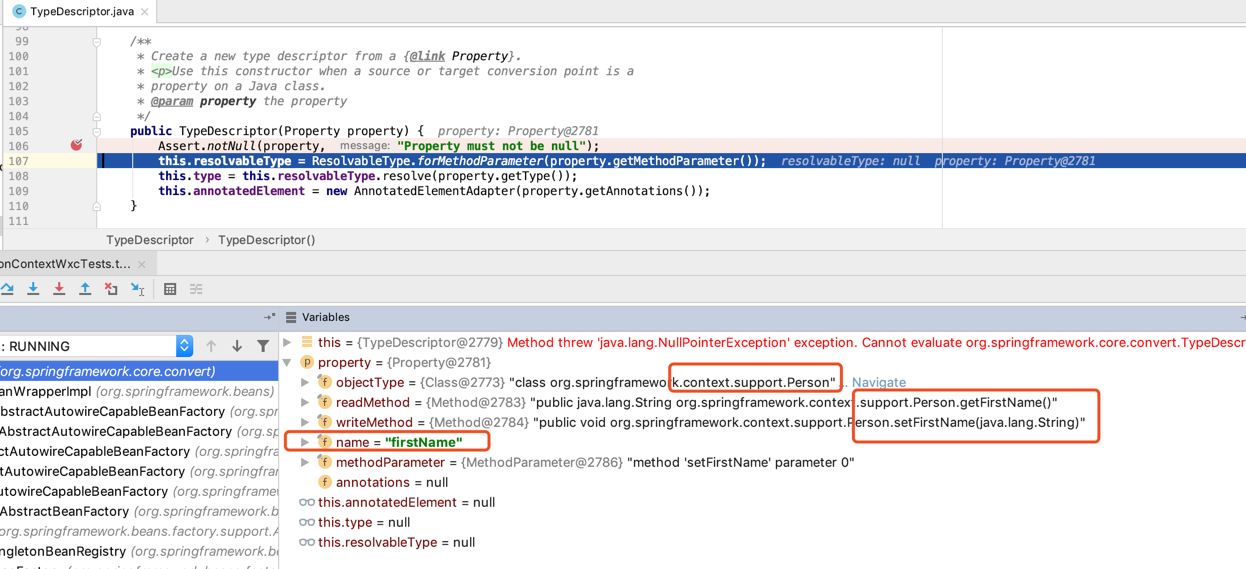 TypeDescriptor.java
98
99 /**
100 * Create a new type descriptor from a {@link Property}.
101 * <p>Use this constructor when a source or target conversion point is a
102 * property on a Java class.
103 * @param property the property
104 */
105 public TypeDescriptor(Property property) { property: Property@2781
106 Assert.notNull(property, message: "Property must not be null");
107 this.resolvableType = ResolvableType.forMethodParameter(property.getMethodParameter()); resolvableType: null property: Property@2781
108 this.type = this.resolvableType.resolve(property.getType());
109 this.annotatedElement = new AnnotatedElementAdapter(property.getAnnotations());
110 }
111
TypeDescriptor › TypeDescriptor()
onContextWxcTests.t...
Variables
: RUNNING
(org.springframework.core.convert)
anWrapperImpl (org.springframework.beans)
AbstractAutowireCapableBeanFactory (org.springfra
AbstractAutowireCapableBeanFactory (org.springfra
actAutowireCapableBeanFactory (org.springframew
ctAutowireCapableBeanFactory (org.springframewo
utowireCapableBeanFactory (org.springframework
AbstractBeanFactory (org.springframework.b
org.springframework.beans.factory.support.A
ngletonBeanRegistry (org.springframework.be
this = {TypeDescriptor@2779} Method threw 'java.lang.NullPointerException' exception. Cannot evaluate org.springframework.core.convert.TypeDescr
p property = {Property@2781}
f objectType = {Class@2773} "class org.springframework.context.support.Person"... Navigate
f readMethod = {Method@2783} "public java.lang.String org.springframework.context.support.Person.getFirstName()"
f writeMethod = {Method@2784} "public void org.springframework.context.support.Person.setFirstName(java.lang.String)"
f name = "firstName"
f methodParameter = {MethodParameter@2786} "method 'setFirstName' parameter 0"
f annotations = null
this.annotatedElement = null
this.type = null
this.resolvableType = null